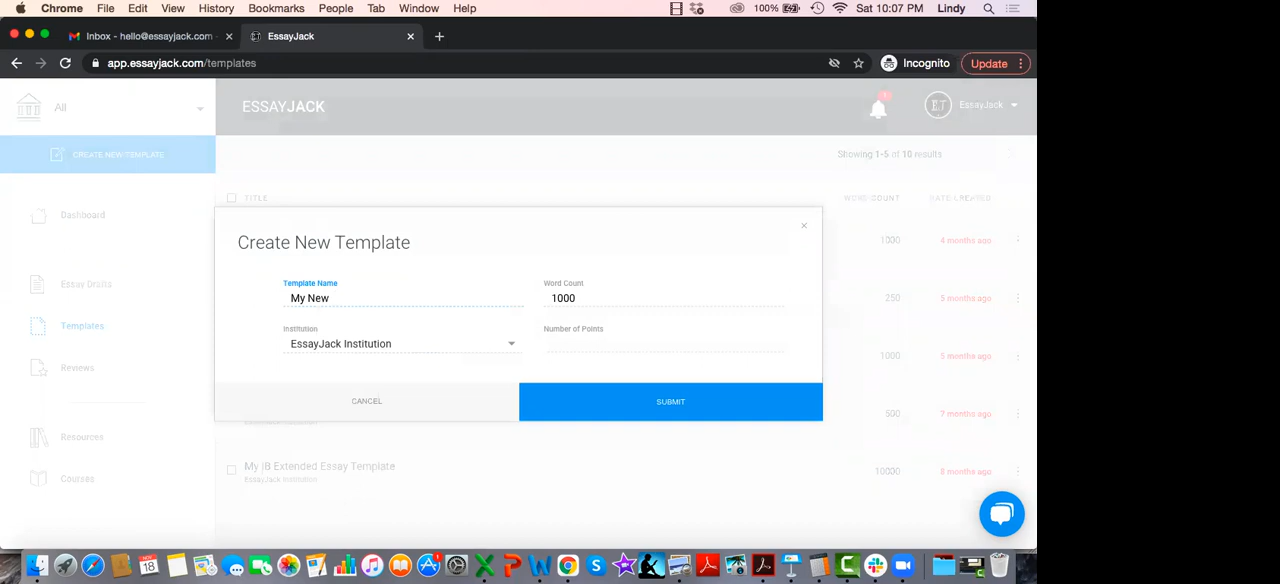 Chrome File Edit View History Bookmarks People Tab Window Help 100% Sat 10:07 PM Lindy
Inbox - hello@essayjack.com - EssayJack
app.essayjack.com/templates Incognito Update
All ESSAYJACK EssayJack
CREATE NEW TEMPLATE Showing 1-5 of 10 results
TITLE WORD COUNT
Dashboard 1000 4 months ago
Create New Template
Template Name Word Count
Essay Drafts My New 1000 250 5 months ago
Templates Institution Number of Points
EssayJack Institution 1000 5 months ago
Reviews
CANCEL SUBMIT 500 7 months ago
Resources
My IB Extended Essay Template 10000 8 months ago
Courses EssayJack Institution
NOV
18